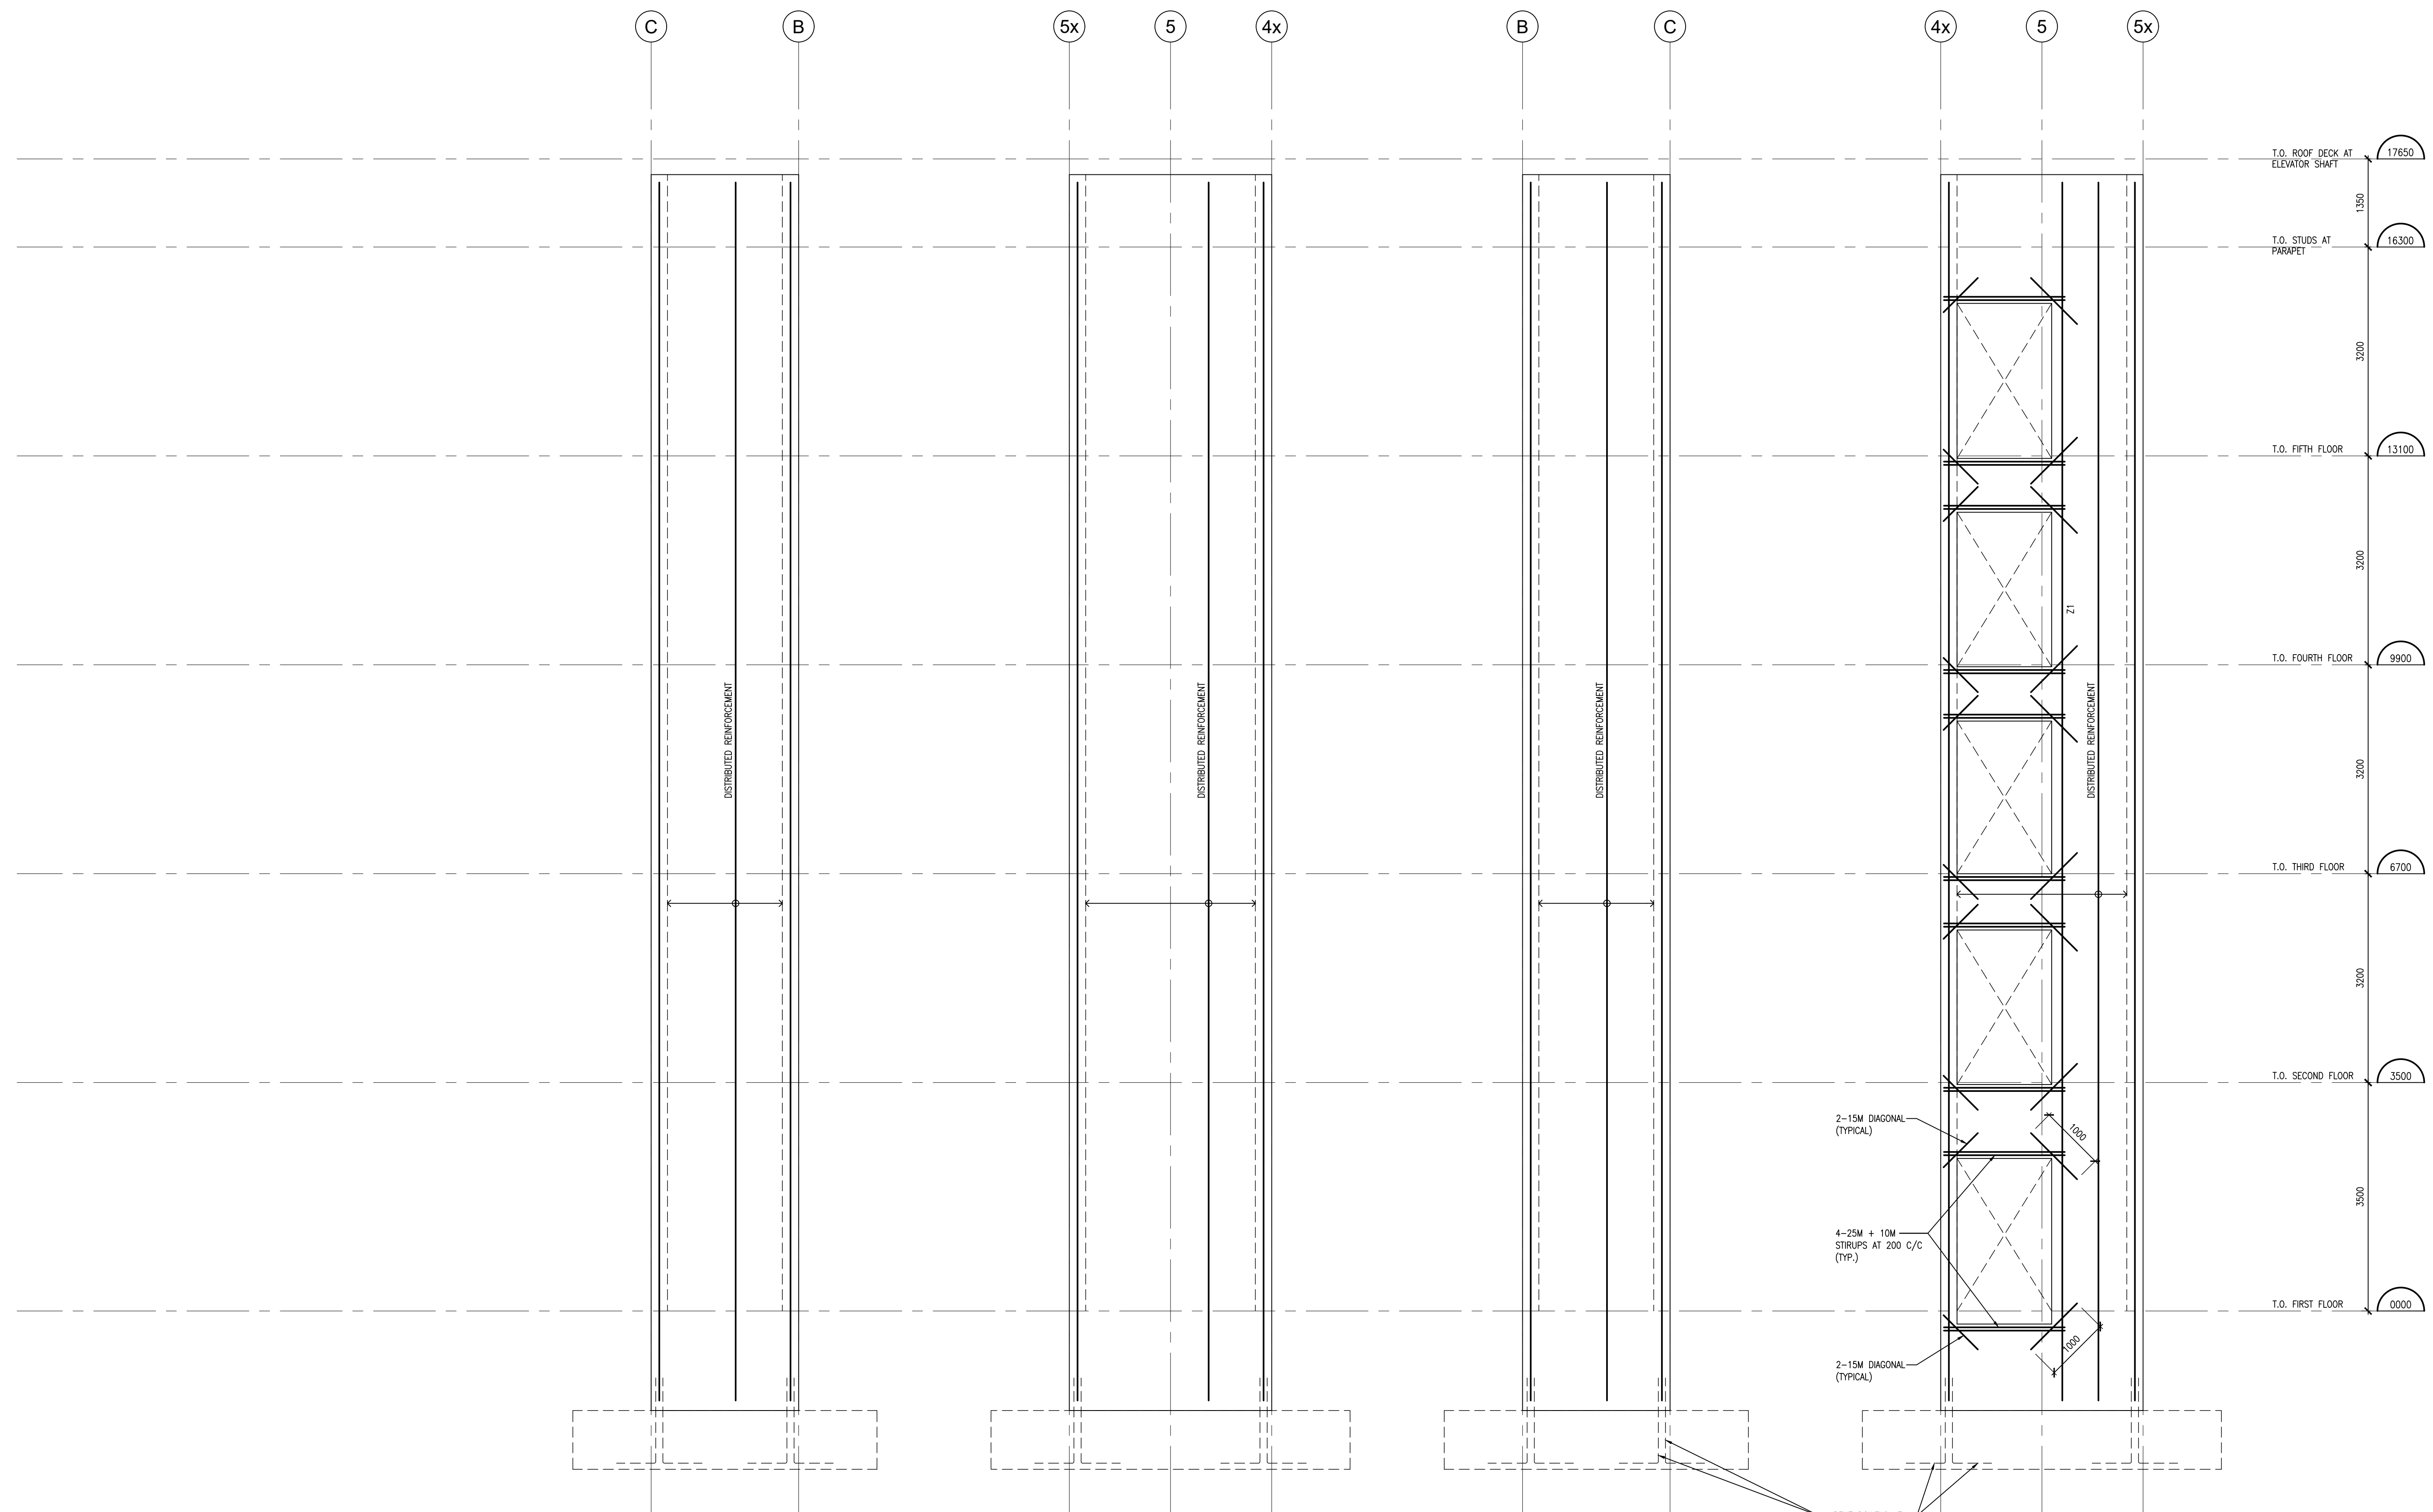 C
B
5x
5
4x
B
C
4x
5
5x
T.O. ROOF DECK AT
ELEVATOR SHAFT
17650
1350
T.O. STUDS AT
PARAPET
16300
3200
T.O. FIFTH FLOOR
13100
3200
Z1
T.O. FOURTH FLOOR
9900
DISTRIBUTED REINFORCEMENT
DISTRIBUTED REINFORCEMENT
DISTRIBUTED REINFORCEMENT
DISTRIBUTED REINFORCEMENT
3200
T.O. THIRD FLOOR
6700
3200
T.O. SECOND FLOOR
3500
2-15M DIAGONAL
(TYPICAL)
1000
3500
4-25M + 10M
STIRUPS AT 200 C/C
(TYP.)
T.O. FIRST FLOOR
0000
1000
2-15M DIAGONAL
(TYPICAL)